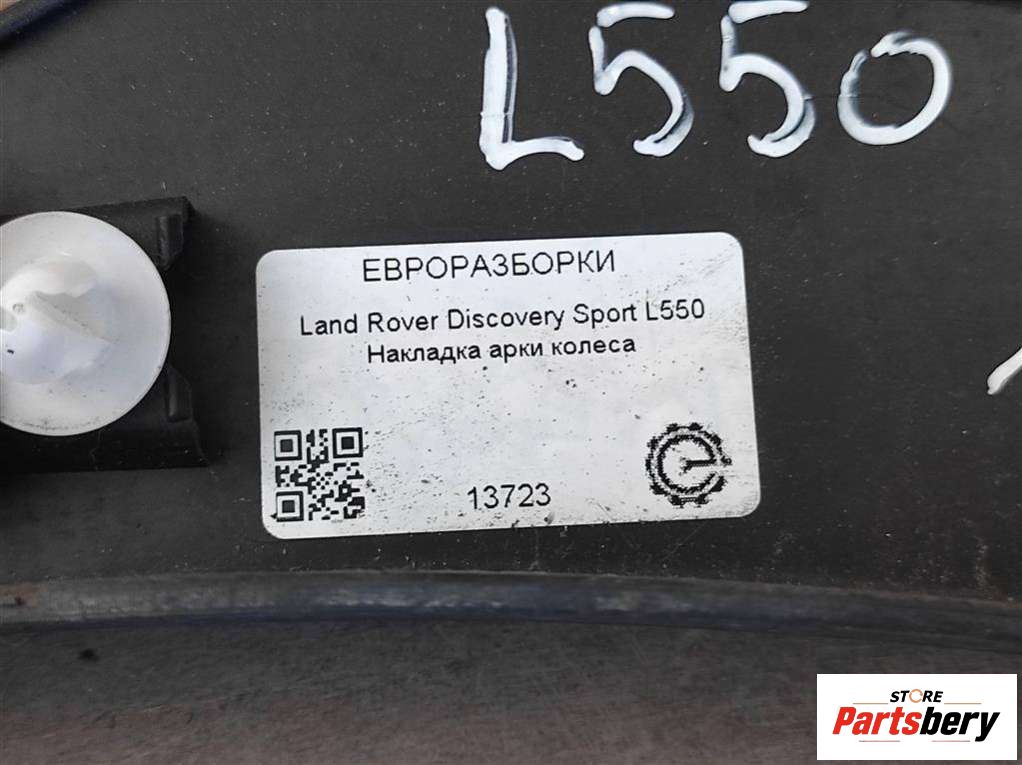 L550
ЕВРОРАЗБОРКИ
Land Rover Discovery Sport L550
Накладка арки колеса
13723
STORE
Partsbery